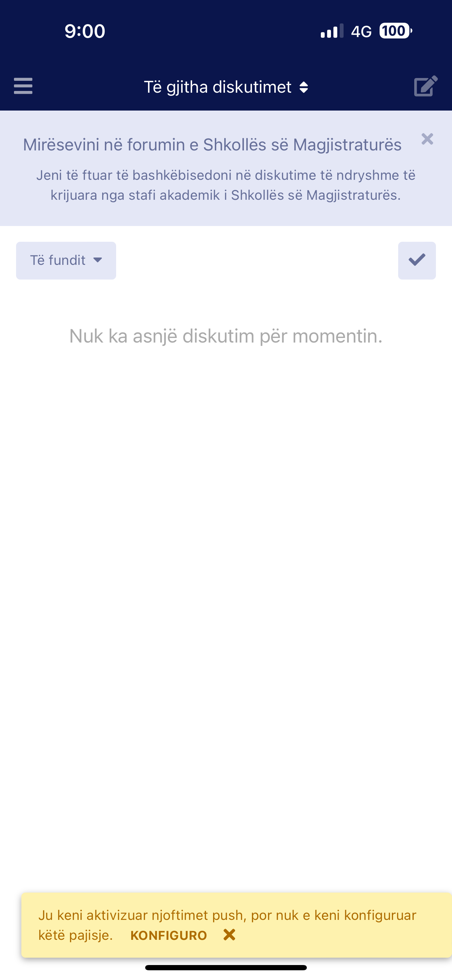 9:00 4G 100
Të gjitha diskutimet
Mirësevini në forumin e Shkollës së Magjistraturës
Jeni të ftuar të bashkëbisedoni në diskutime të ndryshme të
krijuara nga stafi akademik i Shkollës së Magjistraturës.
Të fundit
Nuk ka asnjë diskutim për momentin.
Ju keni aktivizuar njoftimet push, por nuk e keni konfiguruar
këtë pajisje. KONFIGURO